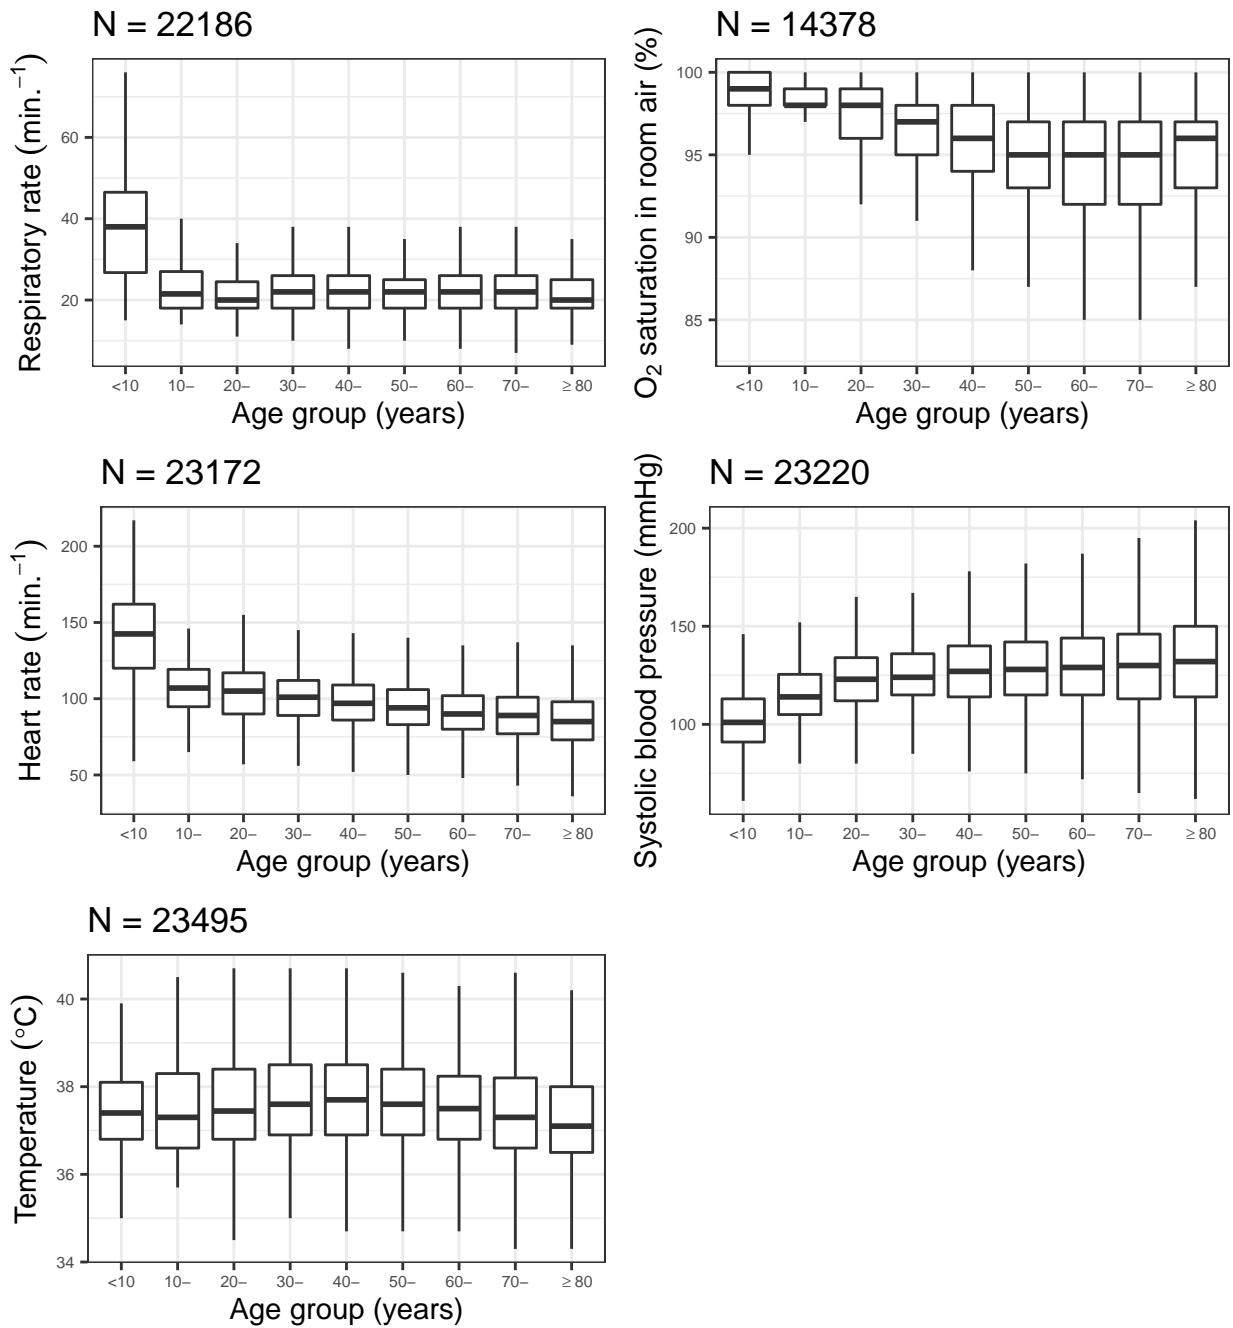 N = 22186
Respiratory rate (min.⁻¹)
60
40
20
<10 10– 20– 30– 40– 50– 60– 70– ≥ 80
Age group (years)
N = 14378
O₂ saturation in room air (%)
100
95
90
85
<10 10– 20– 30– 40– 50– 60– 70– ≥ 80
Age group (years)
N = 23172
Heart rate (min.⁻¹)
200
150
100
50
<10 10– 20– 30– 40– 50– 60– 70– ≥ 80
Age group (years)
N = 23220
Systolic blood pressure (mmHg)
200
150
100
<10 10– 20– 30– 40– 50– 60– 70– ≥ 80
Age group (years)
N = 23495
Temperature (°C)
40
38
36
34
<10 10– 20– 30– 40– 50– 60– 70– ≥ 80
Age group (years)